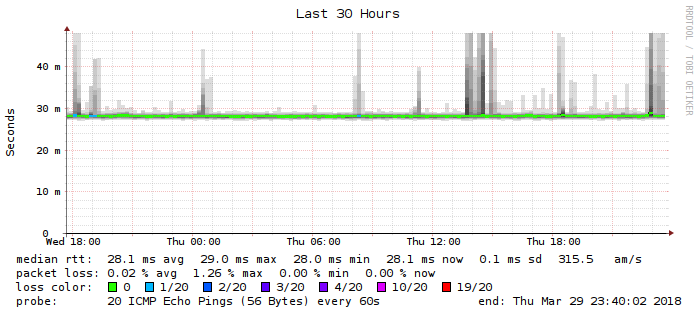 Last 30 Hours
RRDTOOL / TOBI OETIKER
Seconds
40 m
30 m
20 m
10 m
0
Wed 18:00 Thu 00:00 Thu 06:00 Thu 12:00 Thu 18:00
median rtt: 28.1 ms avg 29.0 ms max 28.0 ms min 28.1 ms now 0.1 ms sd 315.5 am/s
packet loss: 0.02 % avg 1.26 % max 0.00 % min 0.00 % now
loss color: 0 1/20 2/20 3/20 4/20 10/20 19/20
probe: 20 ICMP Echo Pings (56 Bytes) every 60s end: Thu Mar 29 23:40:02 2018